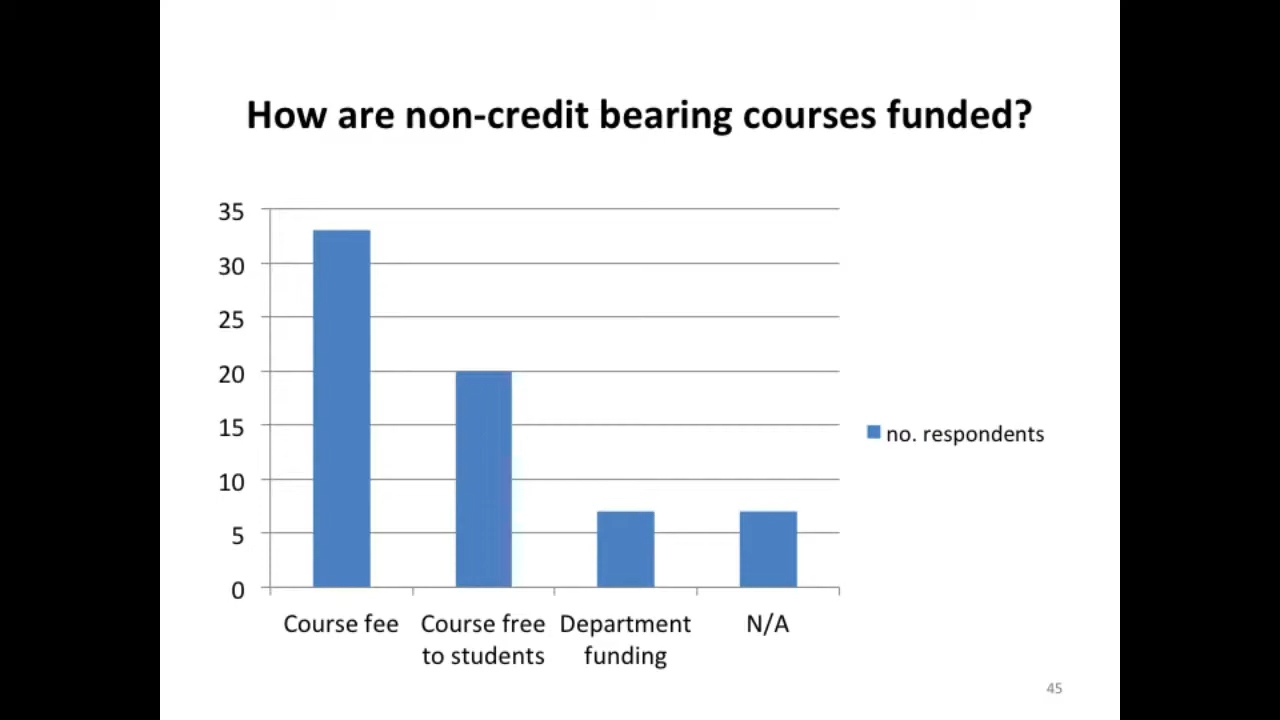 How are non-credit bearing courses funded?
35
30
25
20
15
10
5
0
no. respondents
Course fee
Course free
to students
Department
funding
N/A
45